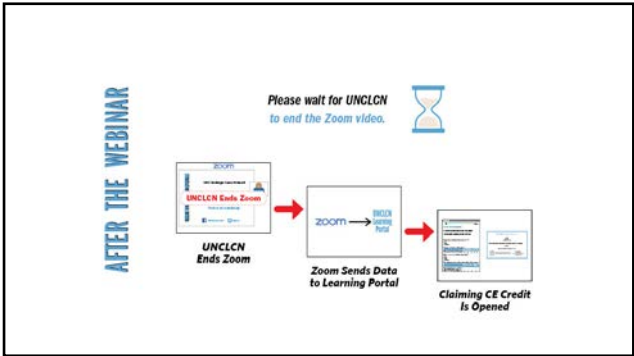 AFTER THE WEBINAR
Please wait for UNCLCN
to end the Zoom video.
zoom
UNCLCN Ends Zoom
UNCLCN
Ends Zoom
zoom
UNCLCN
Learning
Portal
Zoom Sends Data
to Learning Portal
Claiming CE Credit
Is Opened